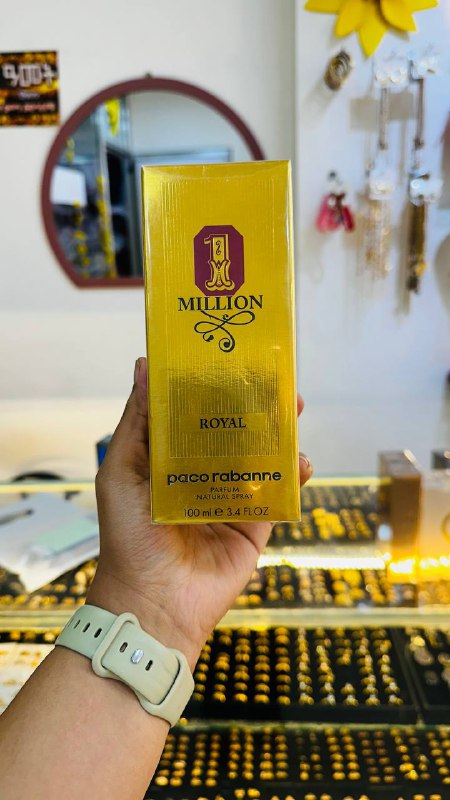 1
MILLION
ROYAL
paco rabanne
PARFUM
NATURAL SPRAY
100 ml e 3.4 FL.OZ